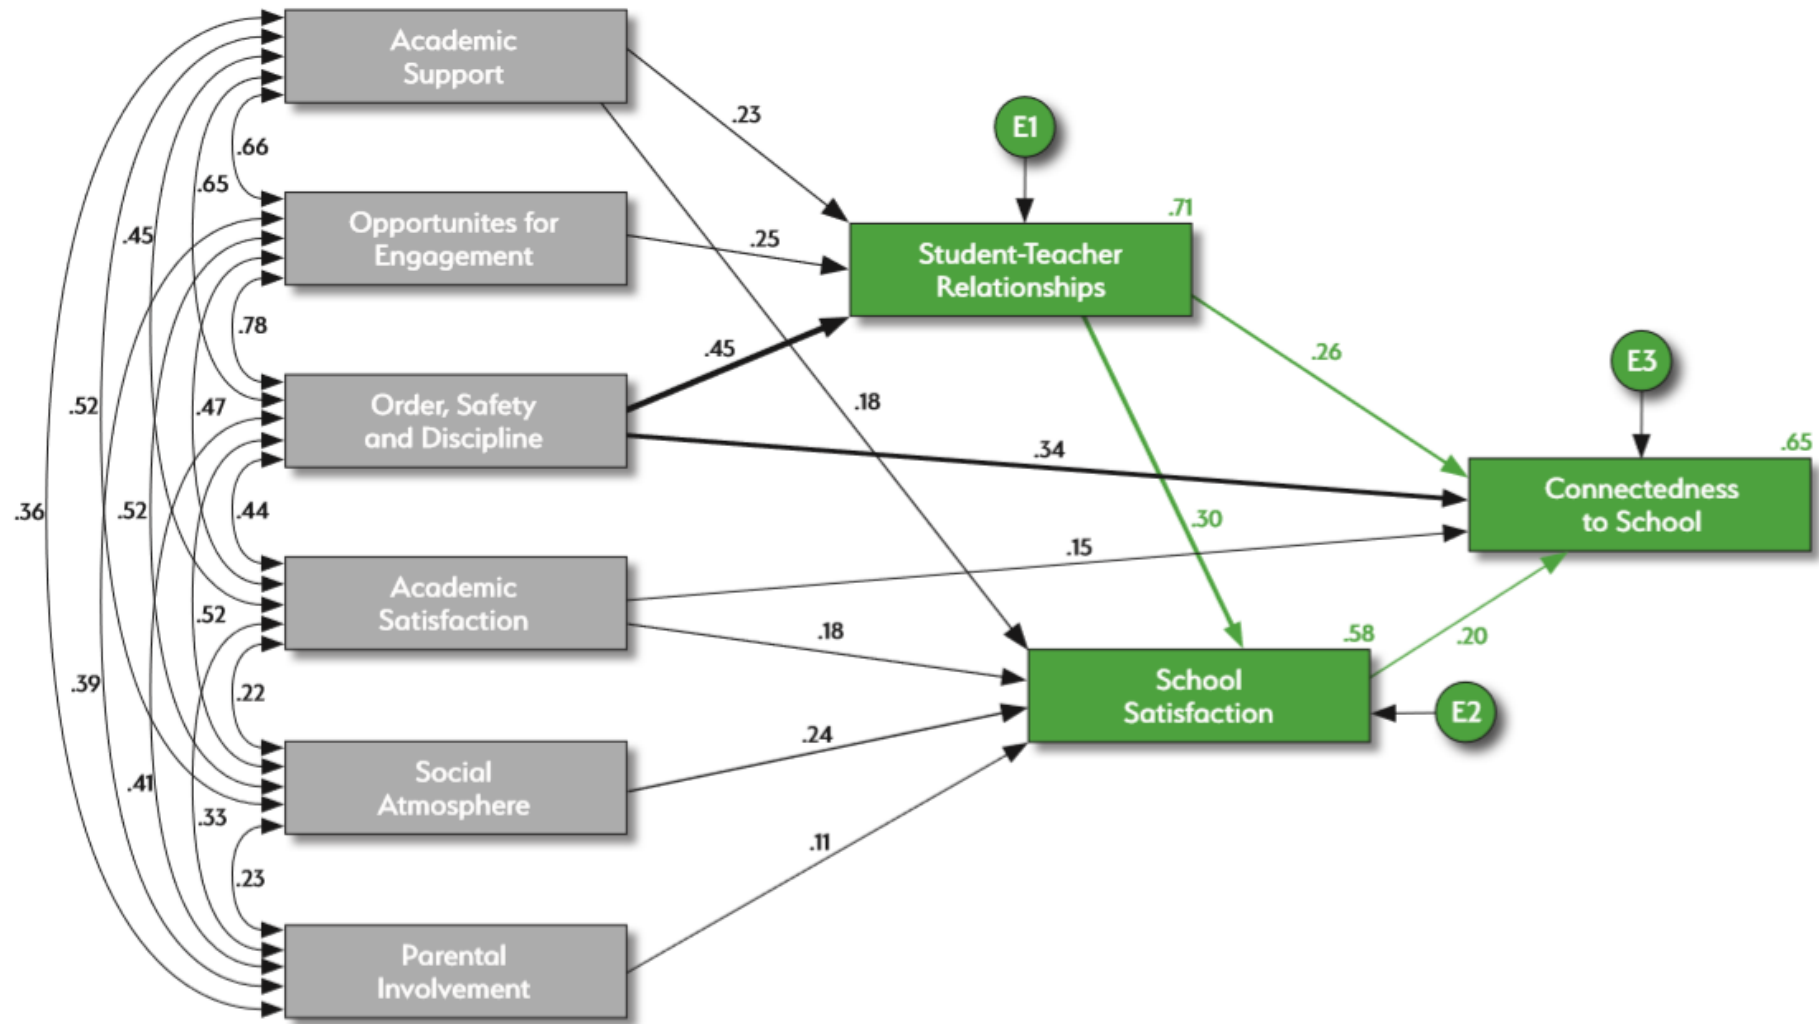 Academic
Support
.23
E1
.66
.65
.71
.45
Opportunites for
Engagement
.25
Student-Teacher
Relationships
.78
.45
.26
E3
.52
.47
Order, Safety
and Discipline
.18
.34
.65
.36
.52
.44
.30
Connectedness
to School
.15
.52
Academic
Satisfaction
.18
.58
.20
.39
.22
School
Satisfaction
E2
.24
.41
.33
Social
Atmosphere
.11
.23
Parental
Involvement